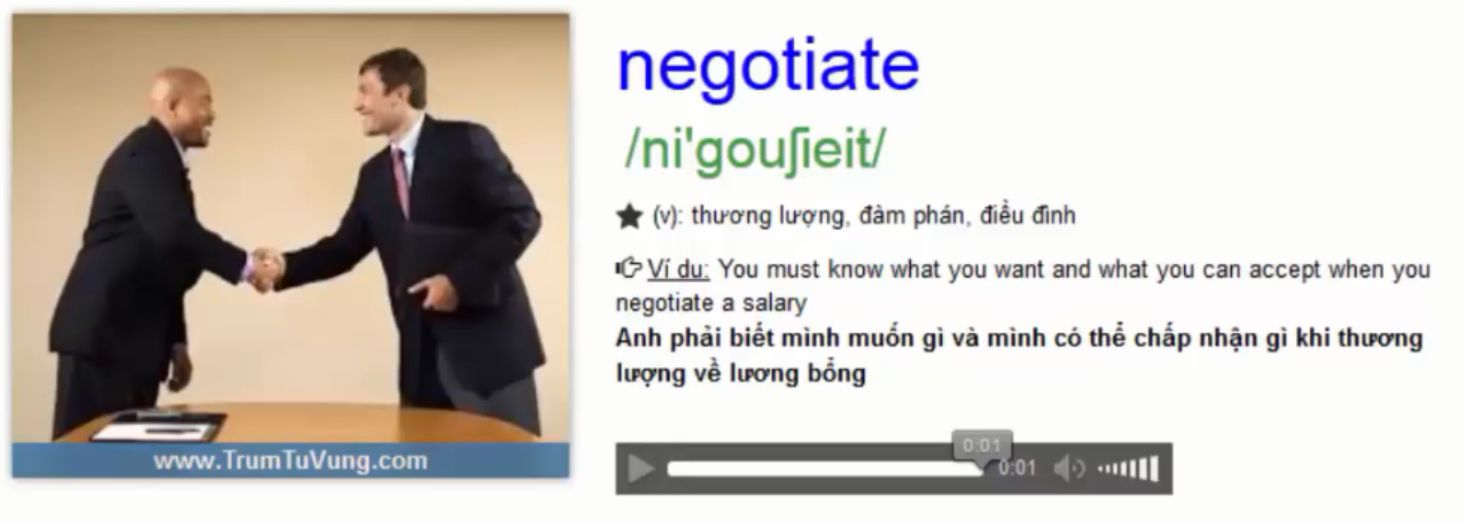 negotiate
/ni'gouʃieit/
(v): thương lượng, đàm phán, điều đình
Ví du: You must know what you want and what you can accept when you
negotiate a salary
Anh phải biết mình muốn gì và mình có thể chấp nhận gì khi thương
lượng về lương bổng
0:01
0:01
www.TrumTuVung.com